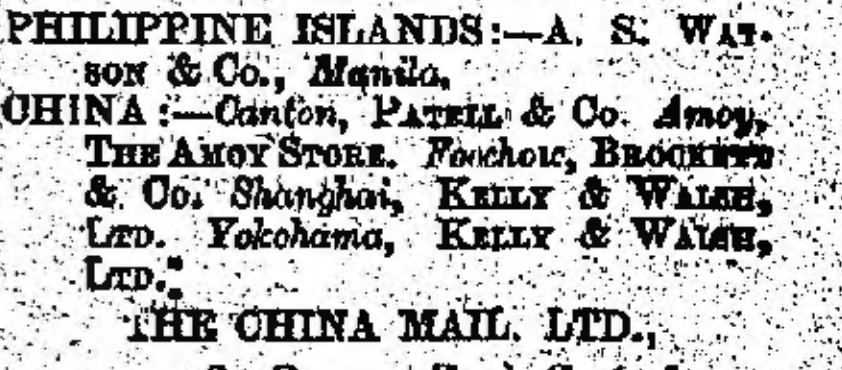 PHILIPPINE ISLANDS:—A. S. WAT-
SON & Co., Manila.
CHINA:—Canton, PATELL & Co. Amoy,
THE AMOY STORE. Foochow, BROCKETT
& Co. Shanghai, KELLY & WALSH,
LTD. Yokohama, KELLY & WALSH,
LTD.
THE CHINA MAIL, LTD.,